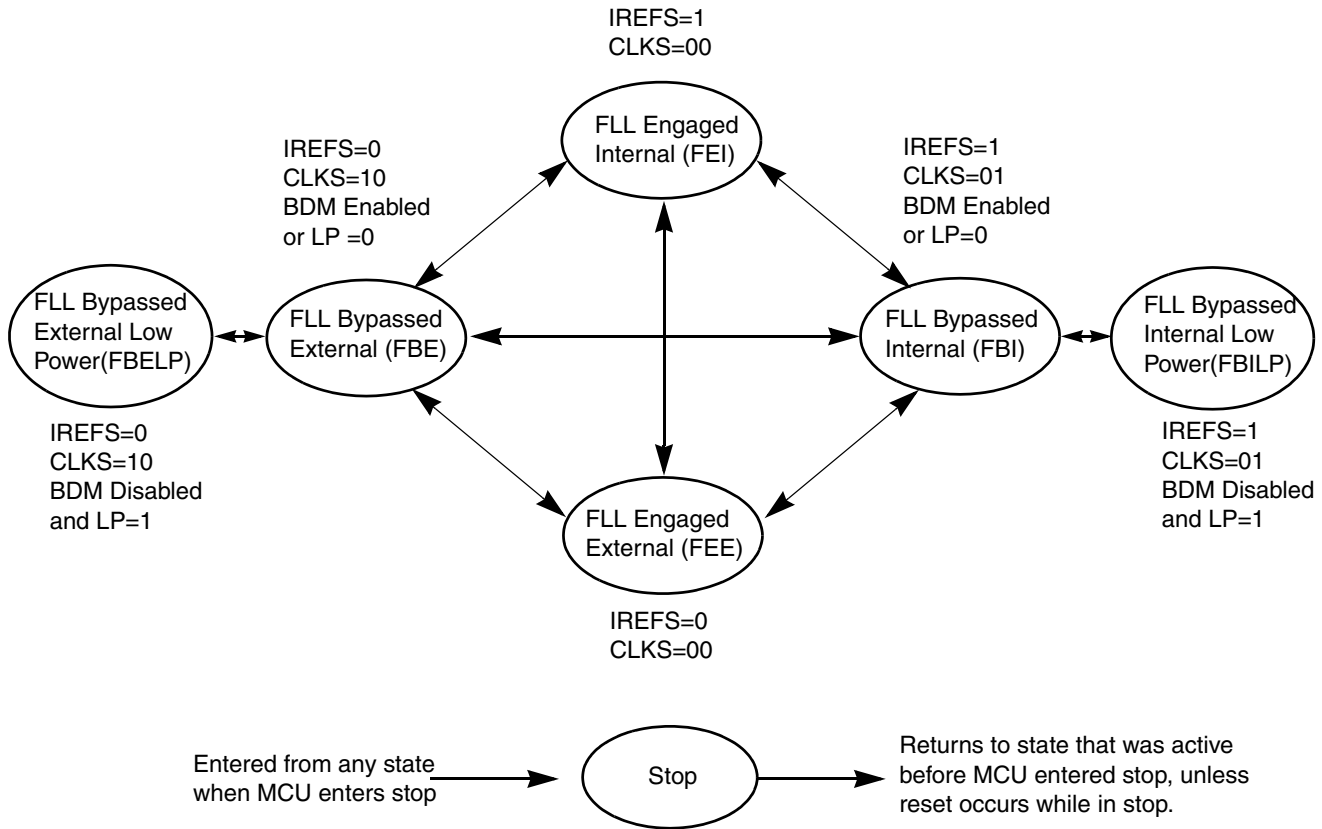 IREFS=1
CLKS=00
FLL Engaged
Internal (FEI)
IREFS=0
CLKS=10
BDM Enabled
or LP =0
IREFS=1
CLKS=01
BDM Enabled
or LP=0
FLL Bypassed
External Low
Power(FBELP)
FLL Bypassed
External (FBE)
FLL Bypassed
Internal (FBI)
FLL Bypassed
Internal Low
Power(FBILP)
IREFS=0
CLKS=10
BDM Disabled
and LP=1
IREFS=1
CLKS=01
BDM Disabled
and LP=1
FLL Engaged
External (FEE)
IREFS=0
CLKS=00
Entered from any state
when MCU enters stop
Stop
Returns to state that was active
before MCU entered stop, unless
reset occurs while in stop.